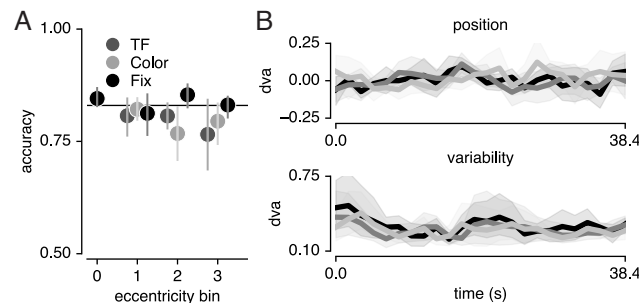 A
1.00
0.75
0.50
accuracy
TF
Color
Fix
0 1 2 3
eccentricity bin
B
position
0.25
0.00
−0.25
dva
0.0 38.4
variability
0.75
0.10
dva
0.0 38.4
time (s)